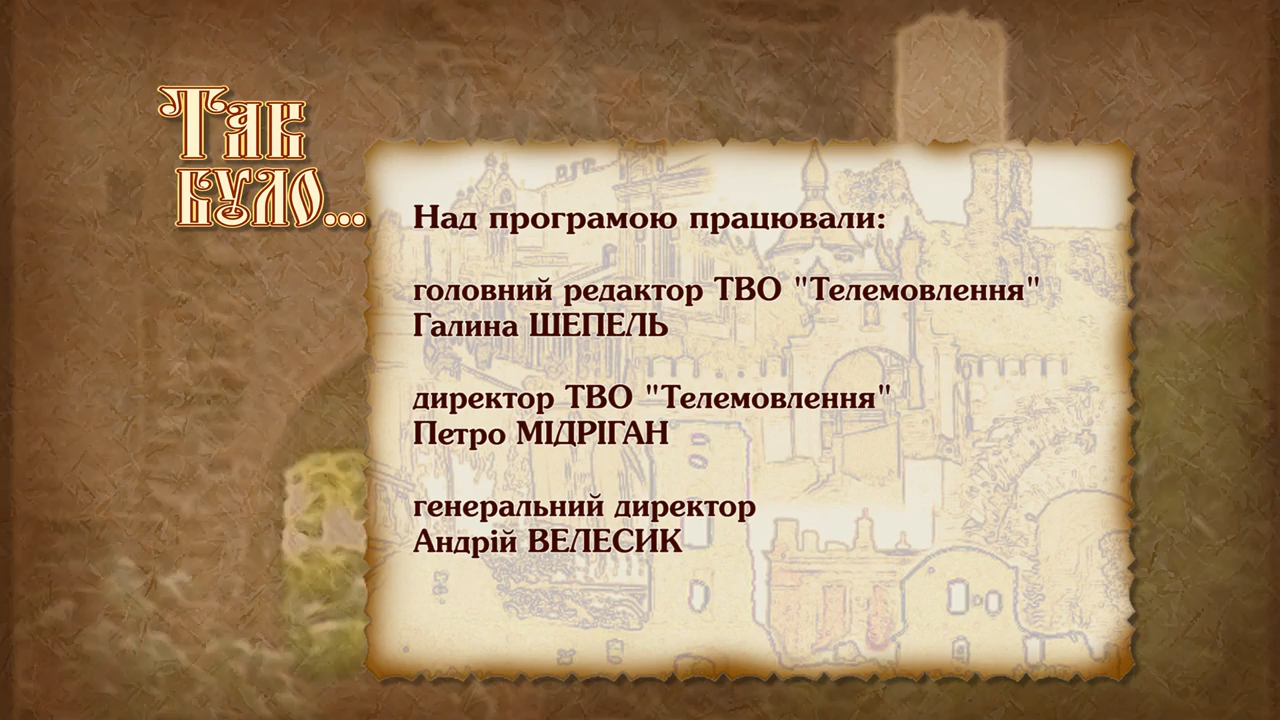 Так
було...
Над програмою працювали:
головний редактор ТВО "Телемовлення"
Галина ШЕПЕЛЬ
директор ТВО "Телемовлення"
Петро МІДРІГАН
генеральний директор
Андрій ВЕЛЕСИК